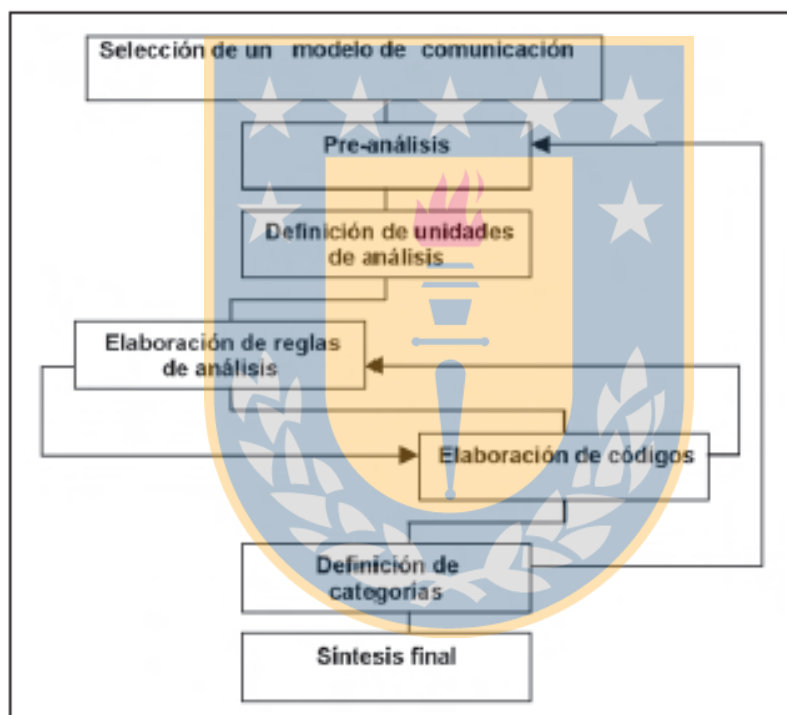 Selección de un modelo de comunicación
Pre-análisis
Definición de unidades
de análisis
Elaboración de reglas
de análisis
Elaboración de códigos
Definición de
categorías
Síntesis final